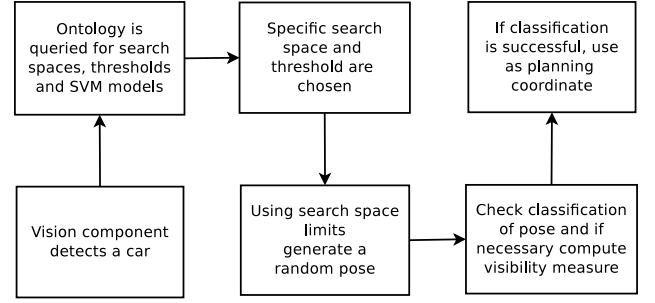 Vision component
detects a car
Ontology is
queried for search
spaces, thresholds
and SVM models
Specific search
space and
threshold are
chosen
Using search space
limits
generate a
random pose
Check classification
of pose and if
necessary compute
visibility measure
If classification
is successful, use
as planning
coordinate